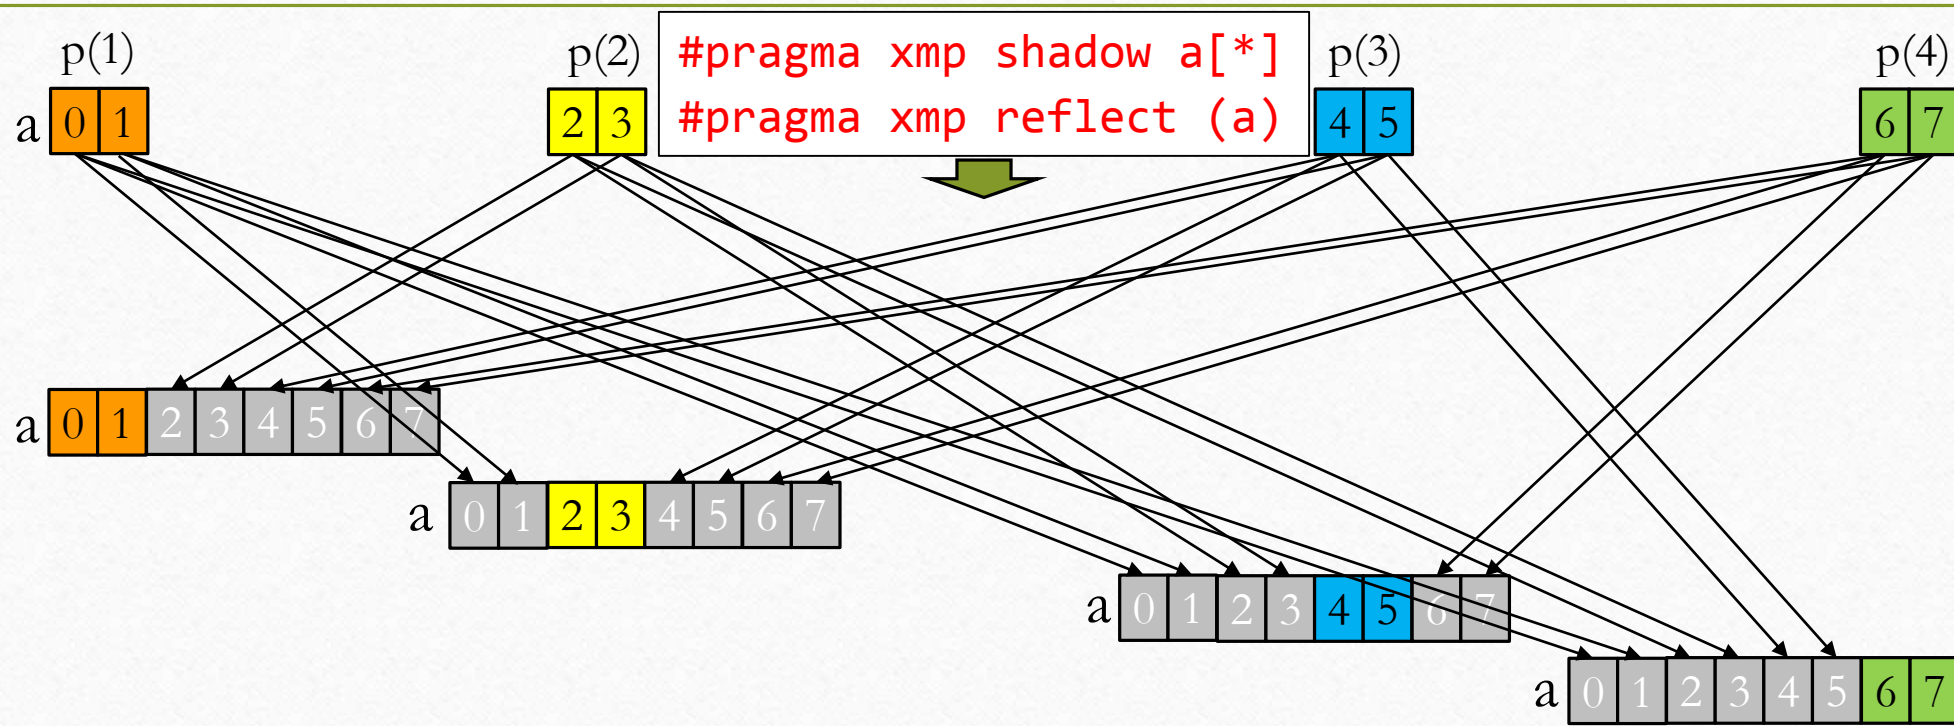 p(1) p(2) p(3) p(4)
#pragma xmp shadow a[*]
#pragma xmp reflect (a)
a 0 1 2 3 4 5 6 7
a 0 1 2 3 4 5 6 7
a 0 1 2 3 4 5 6 7
a 0 1 2 3 4 5 6 7
a 0 1 2 3 4 5 6 7